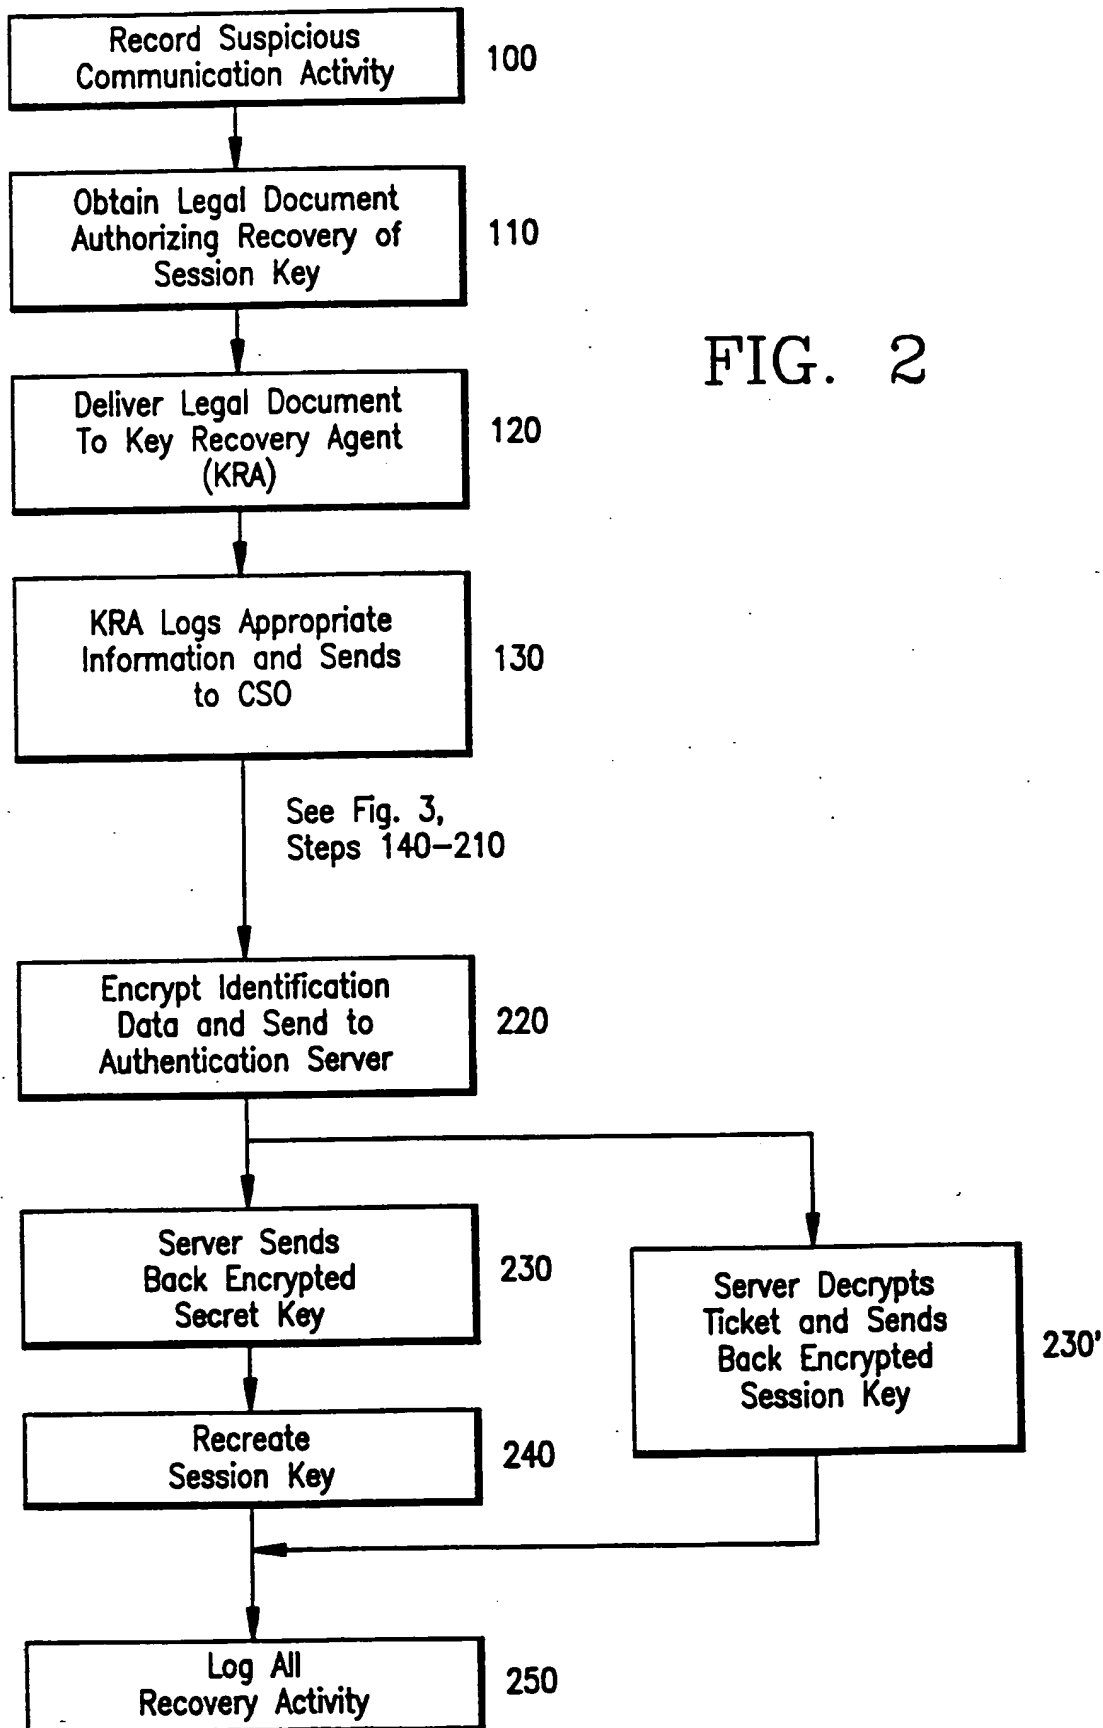 Record Suspicious
Communication Activity
100
Obtain Legal Document
Authorizing Recovery of
Session Key
110
FIG. 2
Deliver Legal Document
To Key Recovery Agent
(KRA)
120
KRA Logs Appropriate
Information and Sends
to CSO
130
See Fig. 3,
Steps 140–210
Encrypt Identification
Data and Send to
Authentication Server
220
Server Sends
Back Encrypted
Secret Key
230
Server Decrypts
Ticket and Sends
Back Encrypted
Session Key
230'
Recreate
Session Key
240
Log All
Recovery Activity
250